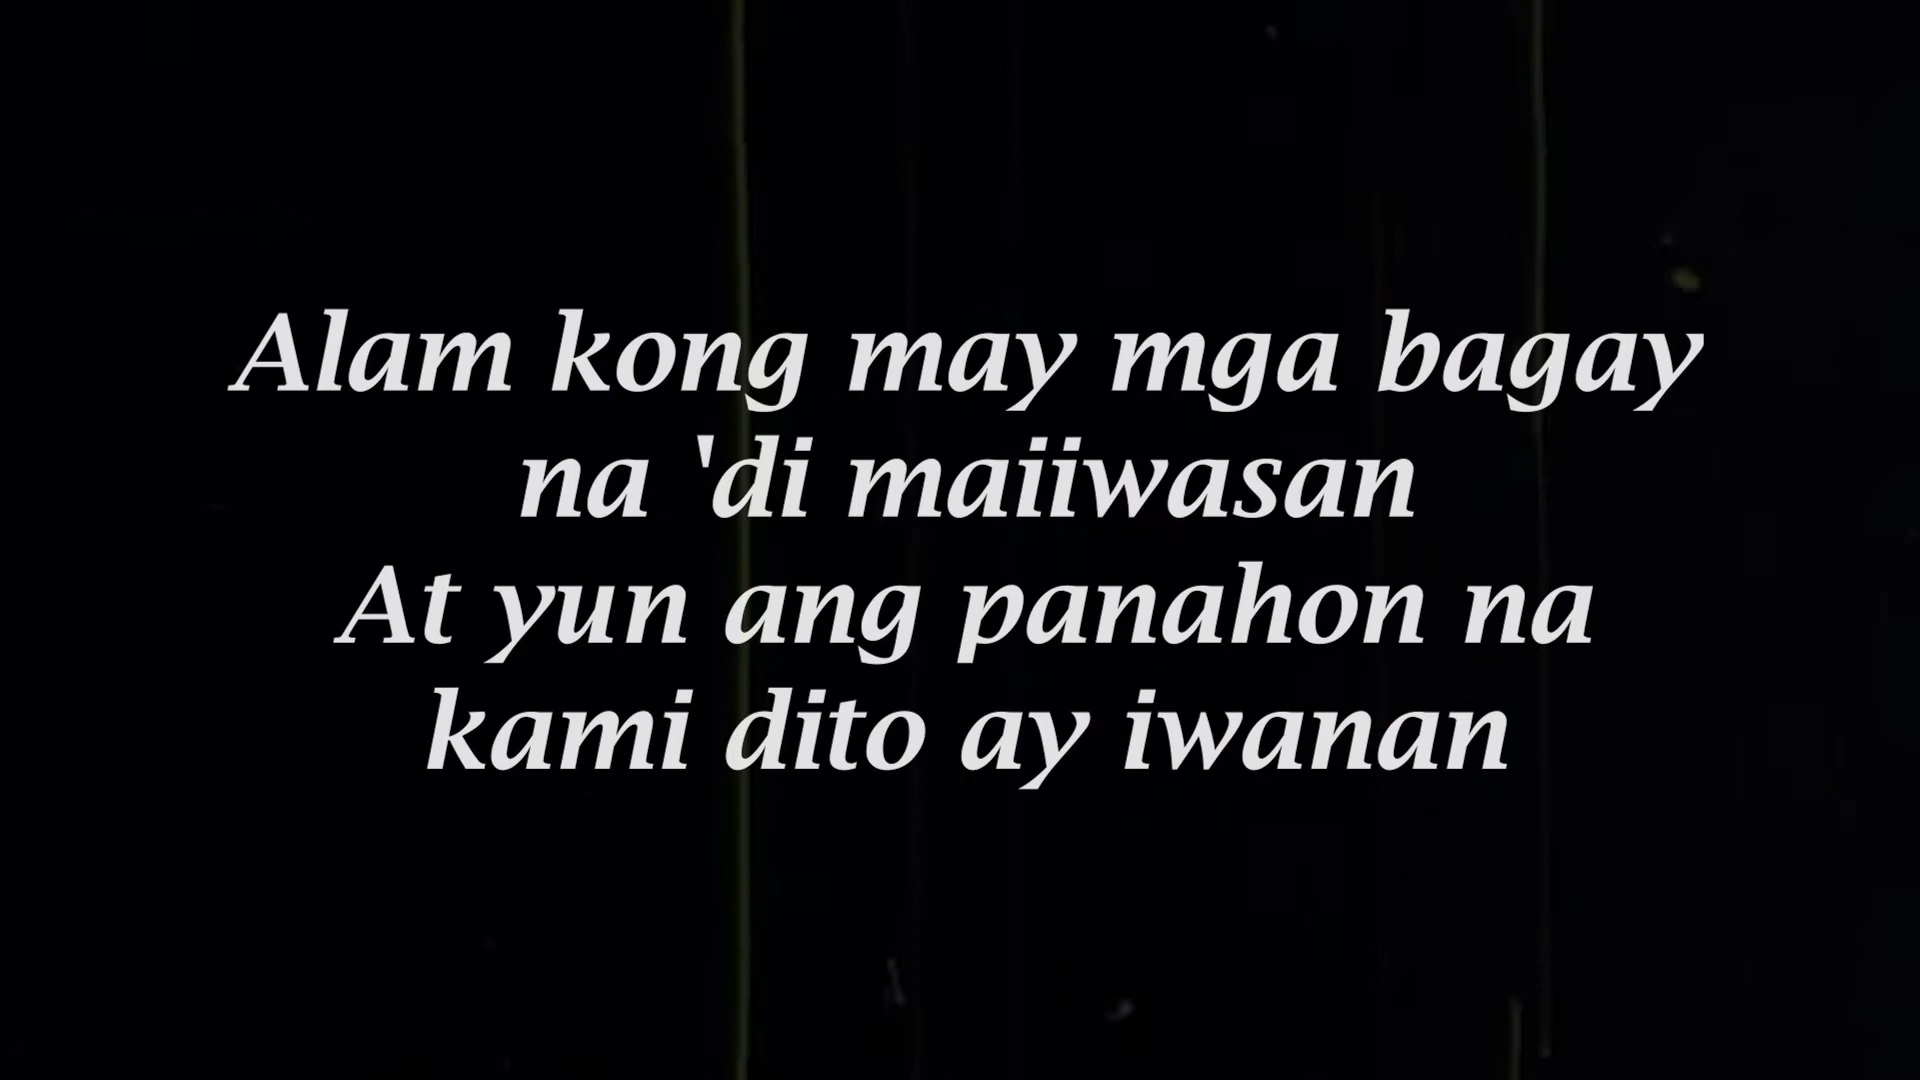 Alam kong may mga bagay
na 'di maiiwasan
At yun ang panahon na
kami dito ay iwanan